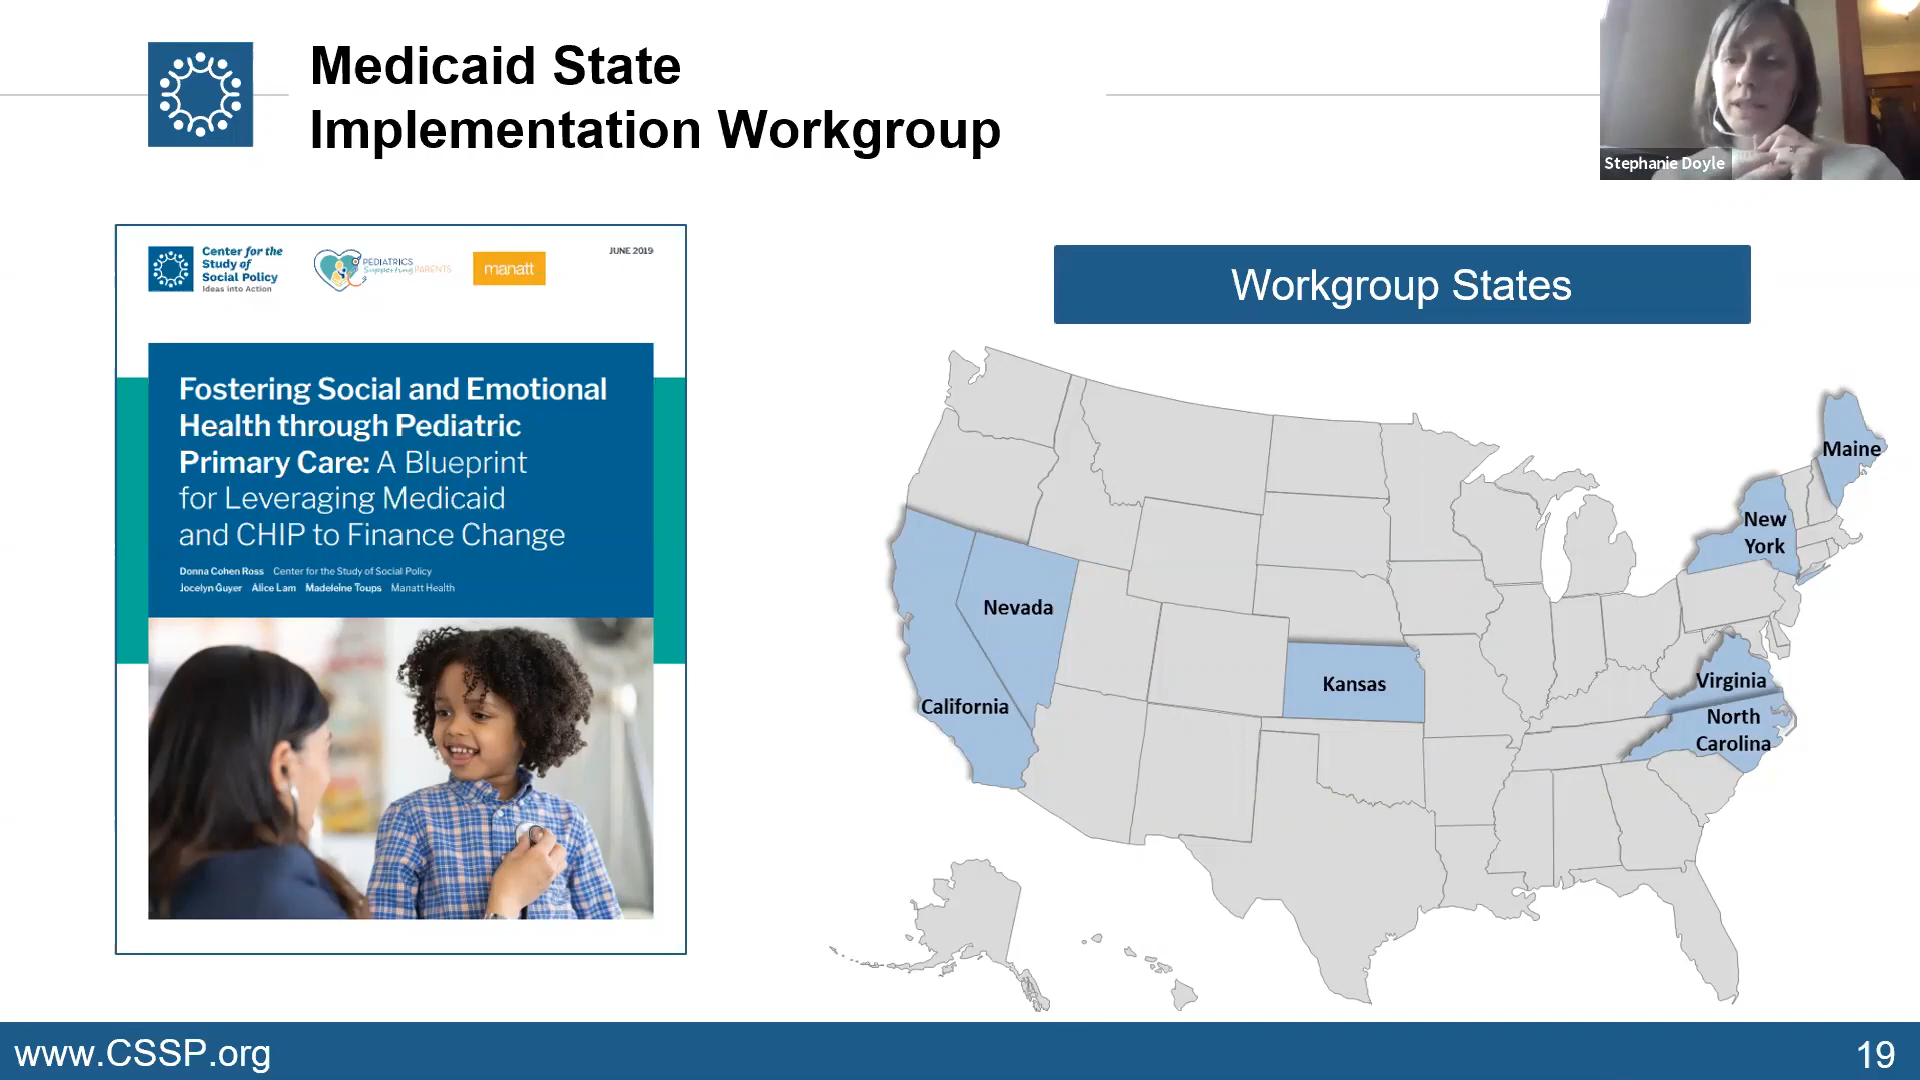 Medicaid State
Implementation Workgroup
Stephanie Doyle
Center for the
Study of
Social Policy
Ideas into Action
PEDIATRICS
Supporting PARENTS
manatt
JUNE 2019
Fostering Social and Emotional
Health through Pediatric
Primary Care: A Blueprint
for Leveraging Medicaid
and CHIP to Finance Change
Donna Cohen Ross Center for the Study of Social Policy
Jocelyn Guyer Alice Lam Madeleine Toups Manatt Health
Workgroup States
Maine
New
York
Nevada
Kansas
California
Virginia
North
Carolina
www.CSSP.org
19